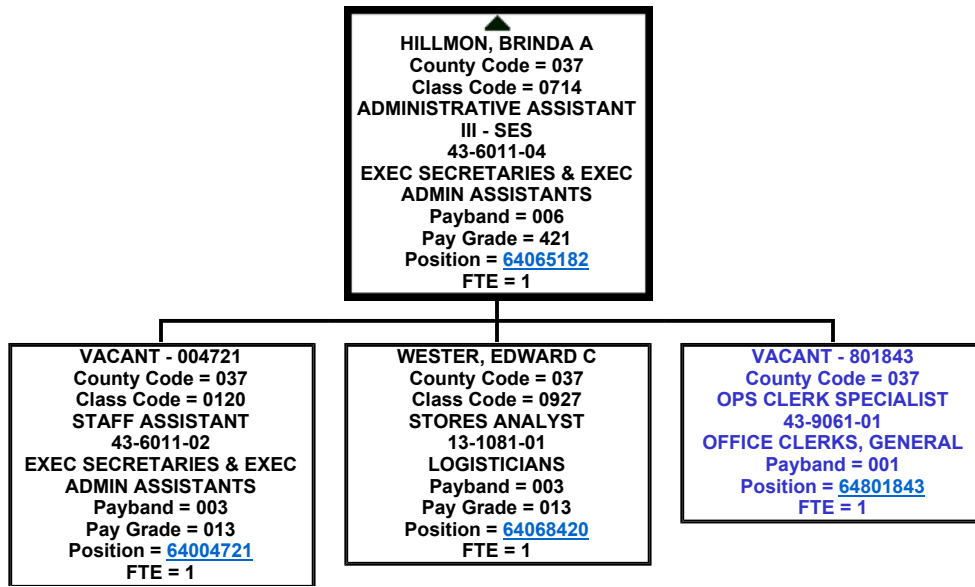 HILLMON, BRINDA A
County Code = 037
Class Code = 0714
ADMINISTRATIVE ASSISTANT
III - SES
43-6011-04
EXEC SECRETARIES & EXEC
ADMIN ASSISTANTS
Payband = 006
Pay Grade = 421
Position = 64065182
FTE = 1
VACANT - 004721
County Code = 037
Class Code = 0120
STAFF ASSISTANT
43-6011-02
EXEC SECRETARIES & EXEC
ADMIN ASSISTANTS
Payband = 003
Pay Grade = 013
Position = 64004721
FTE = 1
WESTER, EDWARD C
County Code = 037
Class Code = 0927
STORES ANALYST
13-1081-01
LOGISTICIANS
Payband = 003
Pay Grade = 013
Position = 64068420
FTE = 1
VACANT - 801843
County Code = 037
OPS CLERK SPECIALIST
43-9061-01
OFFICE CLERKS, GENERAL
Payband = 001
Position = 64801843
FTE = 1